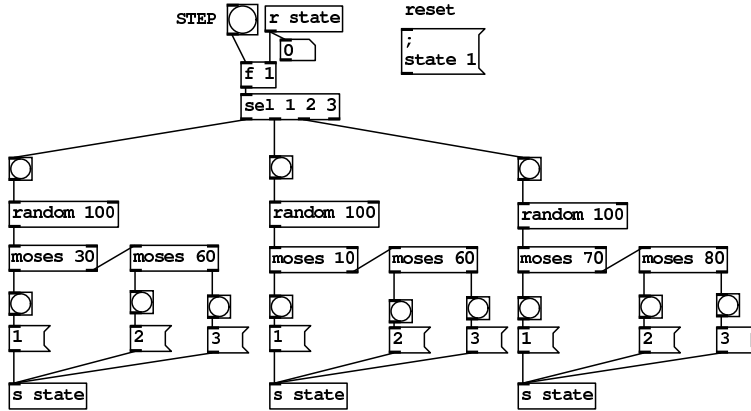 STEP
r state
reset
0
;
state 1
f 1
sel 1 2 3
random 100
random 100
random 100
moses 30
moses 60
moses 10
moses 60
moses 70
moses 80
1
2
3
1
2
3
1
2
3
s state
s state
s state